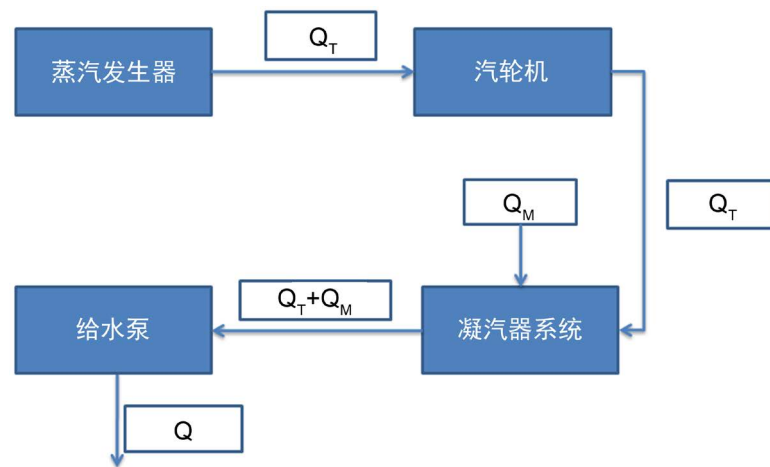 Q_T
蒸汽发生器
汽轮机
Q_M
Q_T
Q_T+Q_M
给水泵
凝汽器系统
Q